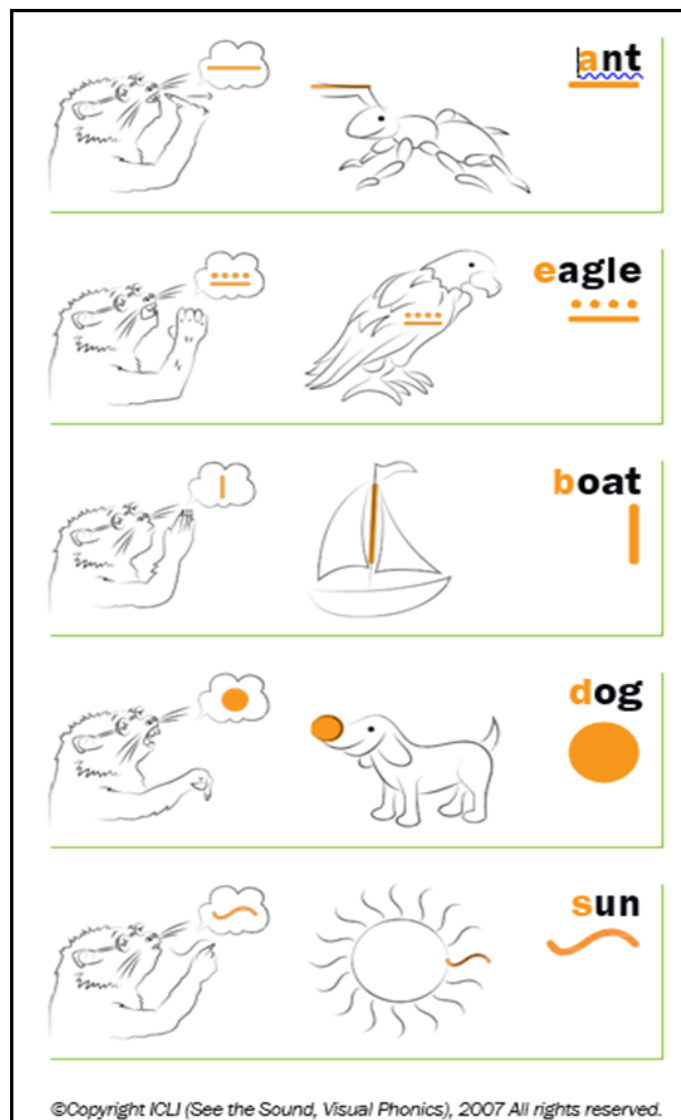 ant
eagle
boat
dog
sun
©Copyright ICLI (See the Sound, Visual Phonics), 2007 All rights reserved.